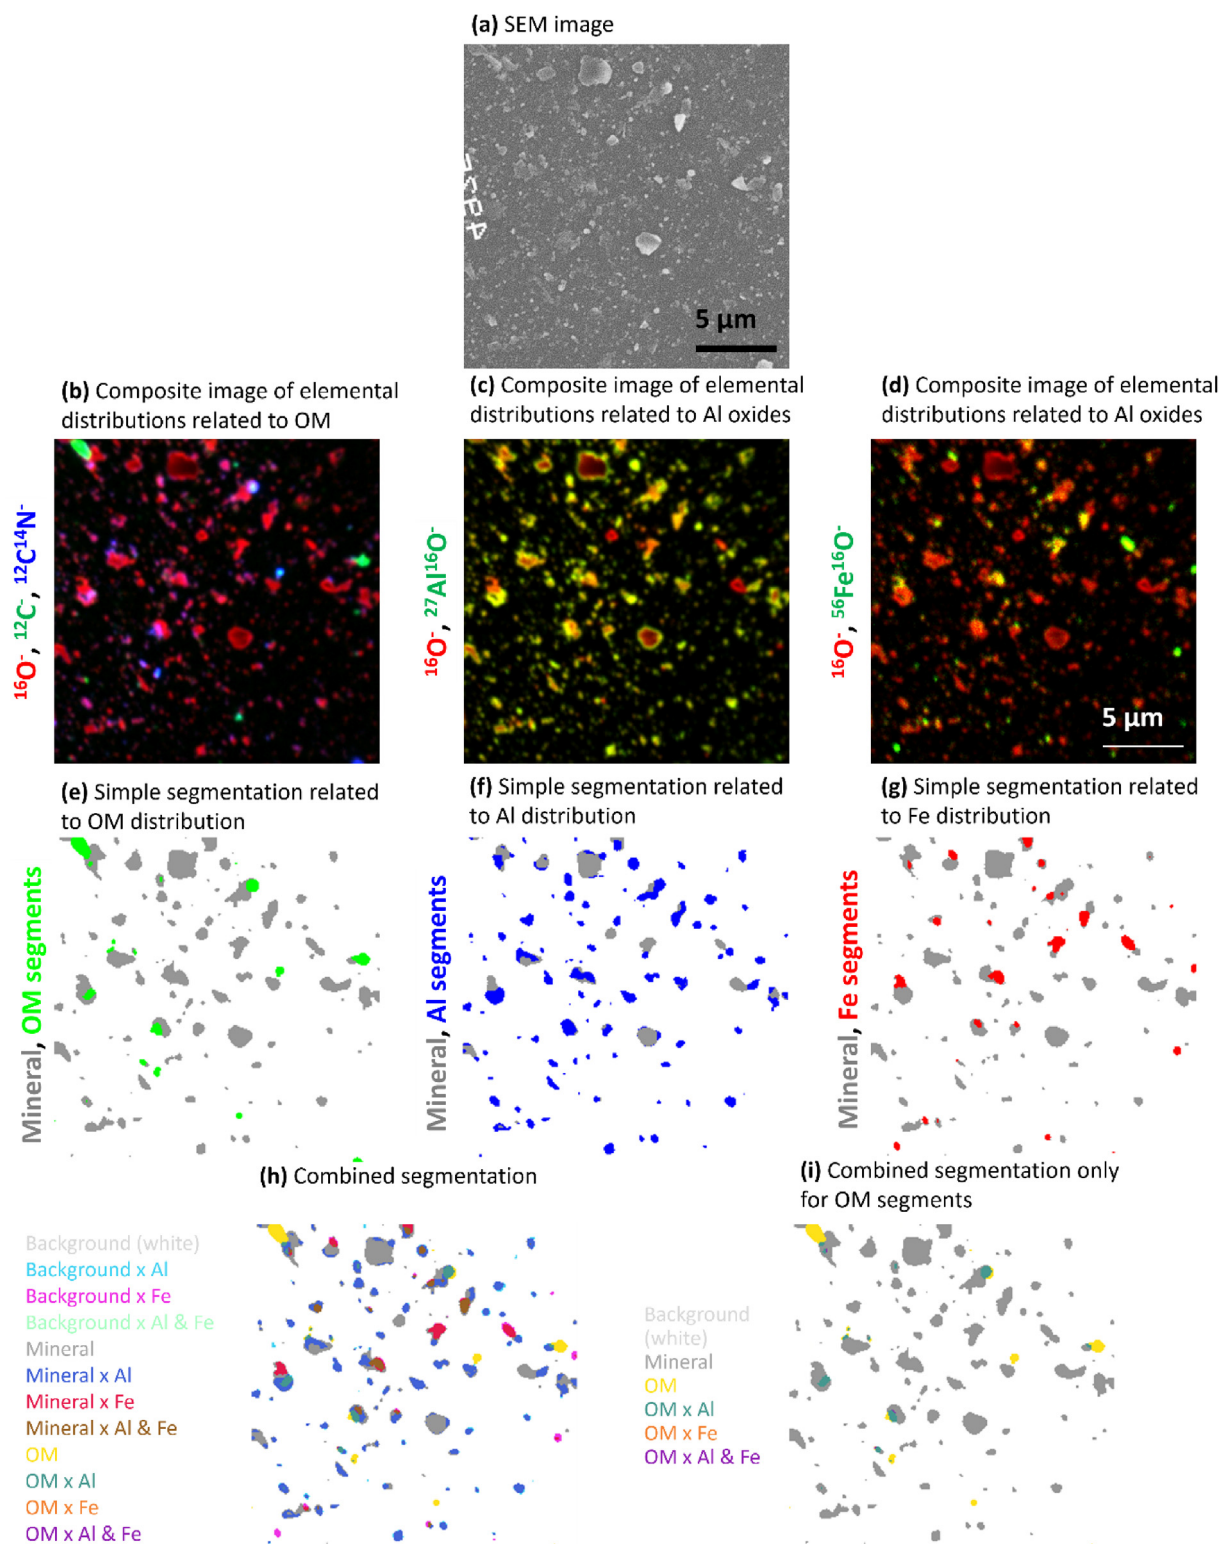 (a) SEM image
5 µm
(b) Composite image of elemental
distributions related to OM
(c) Composite image of elemental
distributions related to Al oxides
(d) Composite image of elemental
distributions related to Al oxides
¹⁶O⁻, ¹²C⁻, ¹²C¹⁴N⁻
¹⁶O⁻, ²⁷Al¹⁶O⁻
¹⁶O⁻, ⁵⁶Fe¹⁶O⁻
5 µm
(e) Simple segmentation related
to OM distribution
(f) Simple segmentation related
to Al distribution
(g) Simple segmentation related
to Fe distribution
Mineral, OM segments
Mineral, Al segments
Mineral, Fe segments
(h) Combined segmentation
(i) Combined segmentation only
for OM segments
Background (white)
Background x Al
Background x Fe
Background x Al & Fe
Mineral
Mineral x Al
Mineral x Fe
Mineral x Al & Fe
OM
OM x Al
OM x Fe
OM x Al & Fe
Background
(white)
Mineral
OM
OM x Al
OM x Fe
OM x Al & Fe